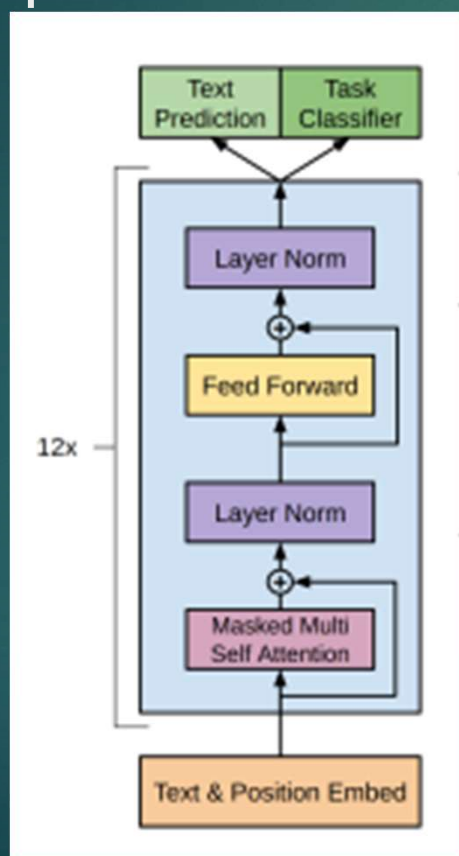 Text
Prediction
Task
Classifier
Layer Norm
Feed Forward
12x
Layer Norm
Masked Multi
Self Attention
Text & Position Embed